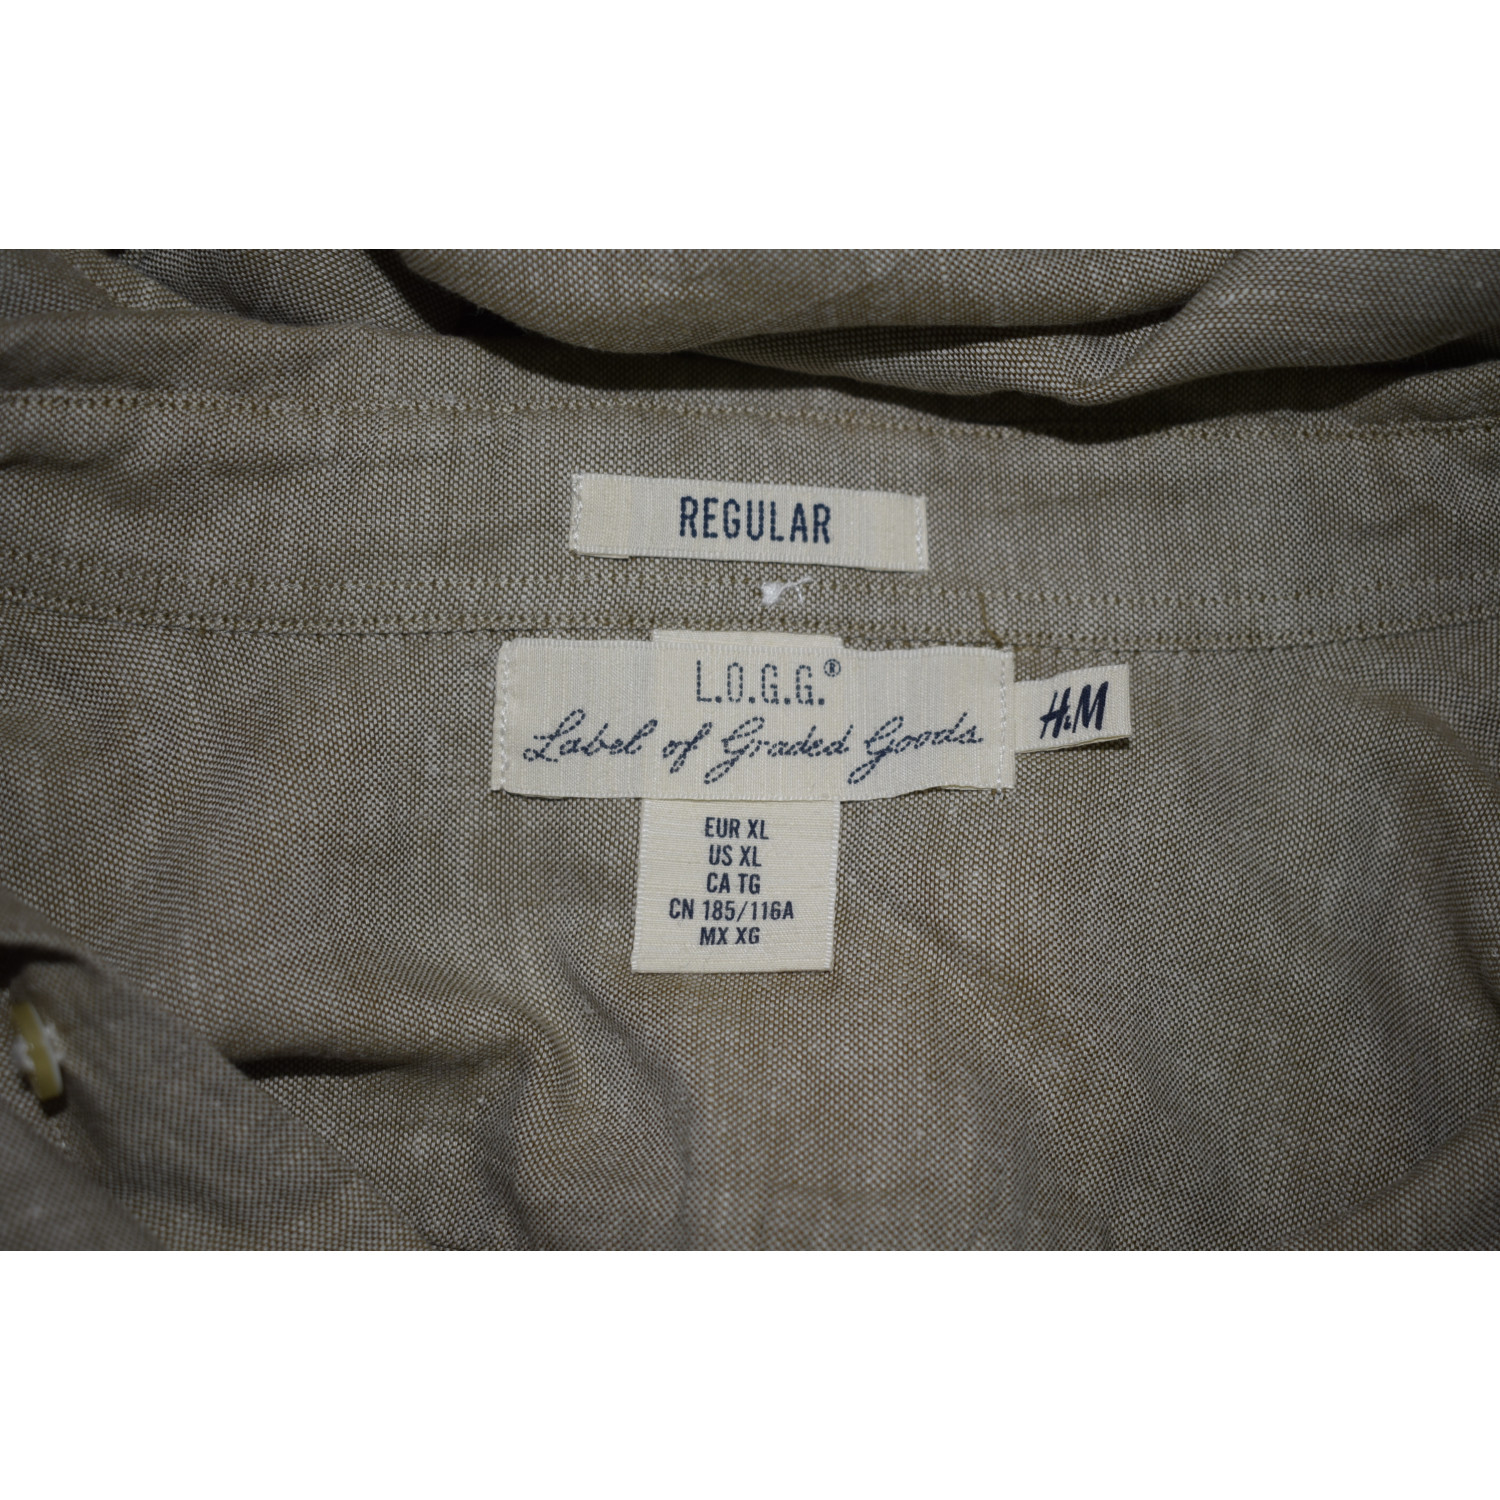 REGULAR
L.O.G.G.®
Label of Graded Goods
H&M
EUR XL
US XL
CA TG
CN 185/116A
MX XG